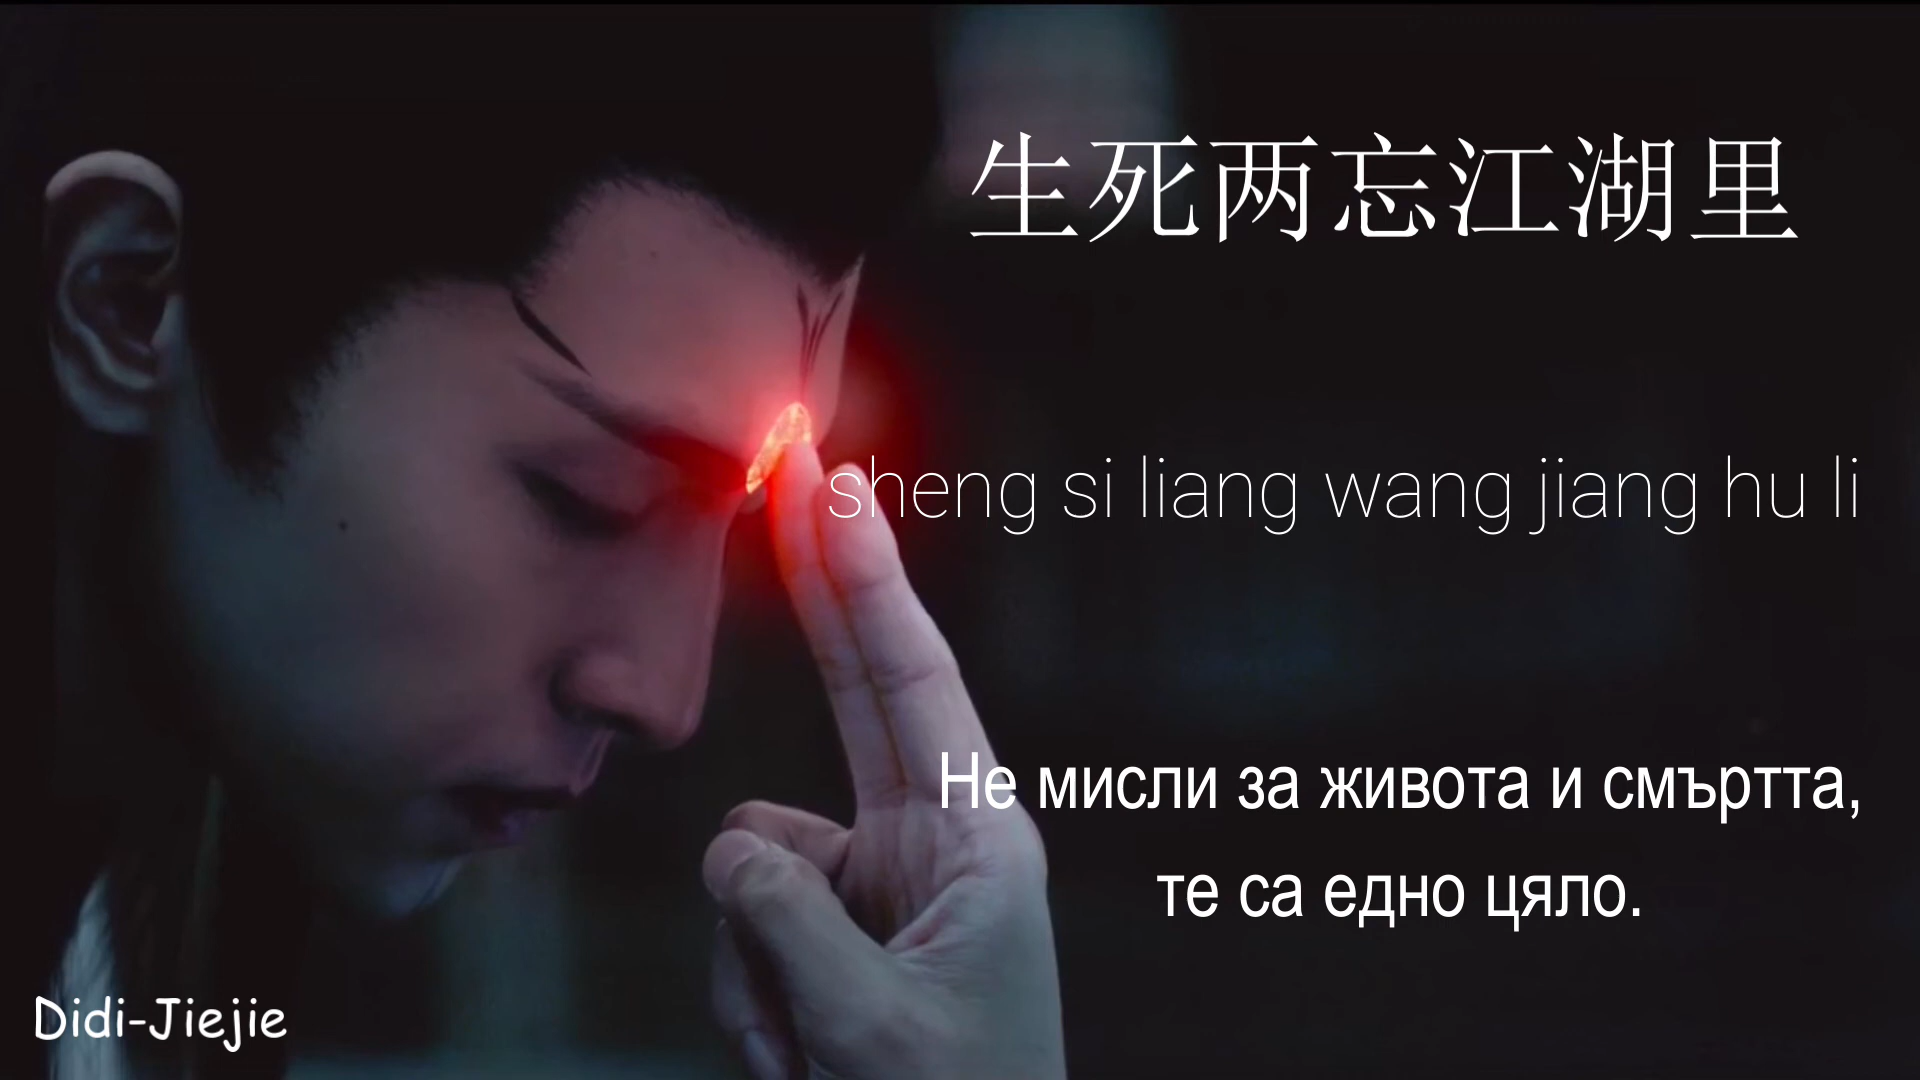 生死两忘江湖里
sheng si liang wang jiang hu li
Не мисли за живота и смъртта,
те са едно цяло.
Didi-Jiejie